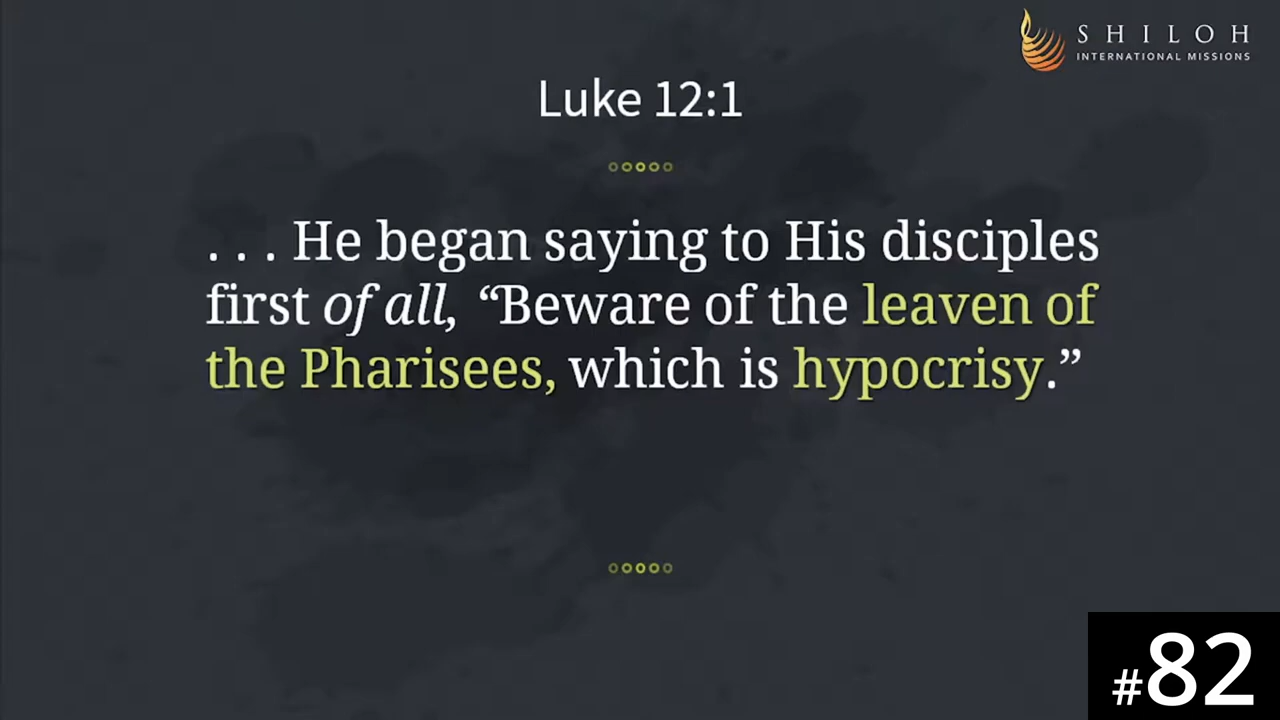 SHILOH
INTERNATIONAL MISSIONS
Luke 12:1
. . . He began saying to His disciples
first of all, “Beware of the leaven of
the Pharisees, which is hypocrisy.”
#82